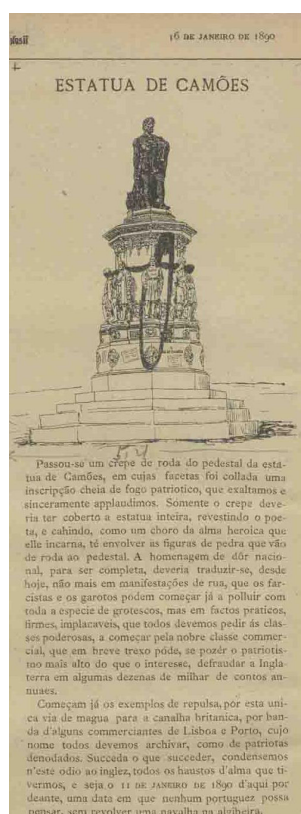 16 DE JANEIRO DE 1890
ESTATUA DE CAMÕES
Passou-se um crepe de roda do pedestal da esta-
tua de Camões, em cujas facetas foi collada uma
inscripção cheia de fogo patriotico, que exaltamos e
sinceramente applaudimos. Sómente o crepe deve-
ria ter coberto a estatua inteira, revestindo o poe-
ta, e cahindo, como um choro da alma heroica que
elle incarna, té envolver as figuras de pedra que vão
de roda ao pedestal. A homenagem de dôr nacio-
nal, para ser completa, deveria traduzir-se, desde
hoje, não mais em manifestações de rua, que os far-
cistas e os garotos pódem começar já a polluir com
toda a especie de grotescos, mas em factos praticos,
firmes, implacaveis, que todos devemos pedir ás clas-
ses poderosas, a começar pela nobre classe commer-
cial, que em breve trexo póde, se pozér o patriotis-
mo mais alto do que o interesse, defraudar a Ingla-
terra em algumas dezenas de milhar de contos an-
nuaes.
Começam já os exemplos de repulsa, por esta uni-
ca via de magua para a canalha britanica, por ban-
da d'alguns commerciantes de Lisboa e Porto, cujo
nome todos devemos archivar, como de patriotas
denodados. Succeda o que succeder, condensemos
n'este odio ao inglez, todos os haustos d'alma que ti-
vermos, e seja o 11 DE JANEIRO DE 1890 d'aqui por
deante, uma data em que nenhum portuguez possa
pensar, sem revolver uma navalha na algibeira.